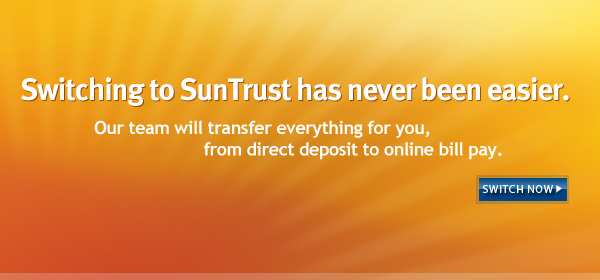 Switching to SunTrust has never been easier.
Our team will transfer everything for you,
from direct deposit to online bill pay.
SWITCH NOW